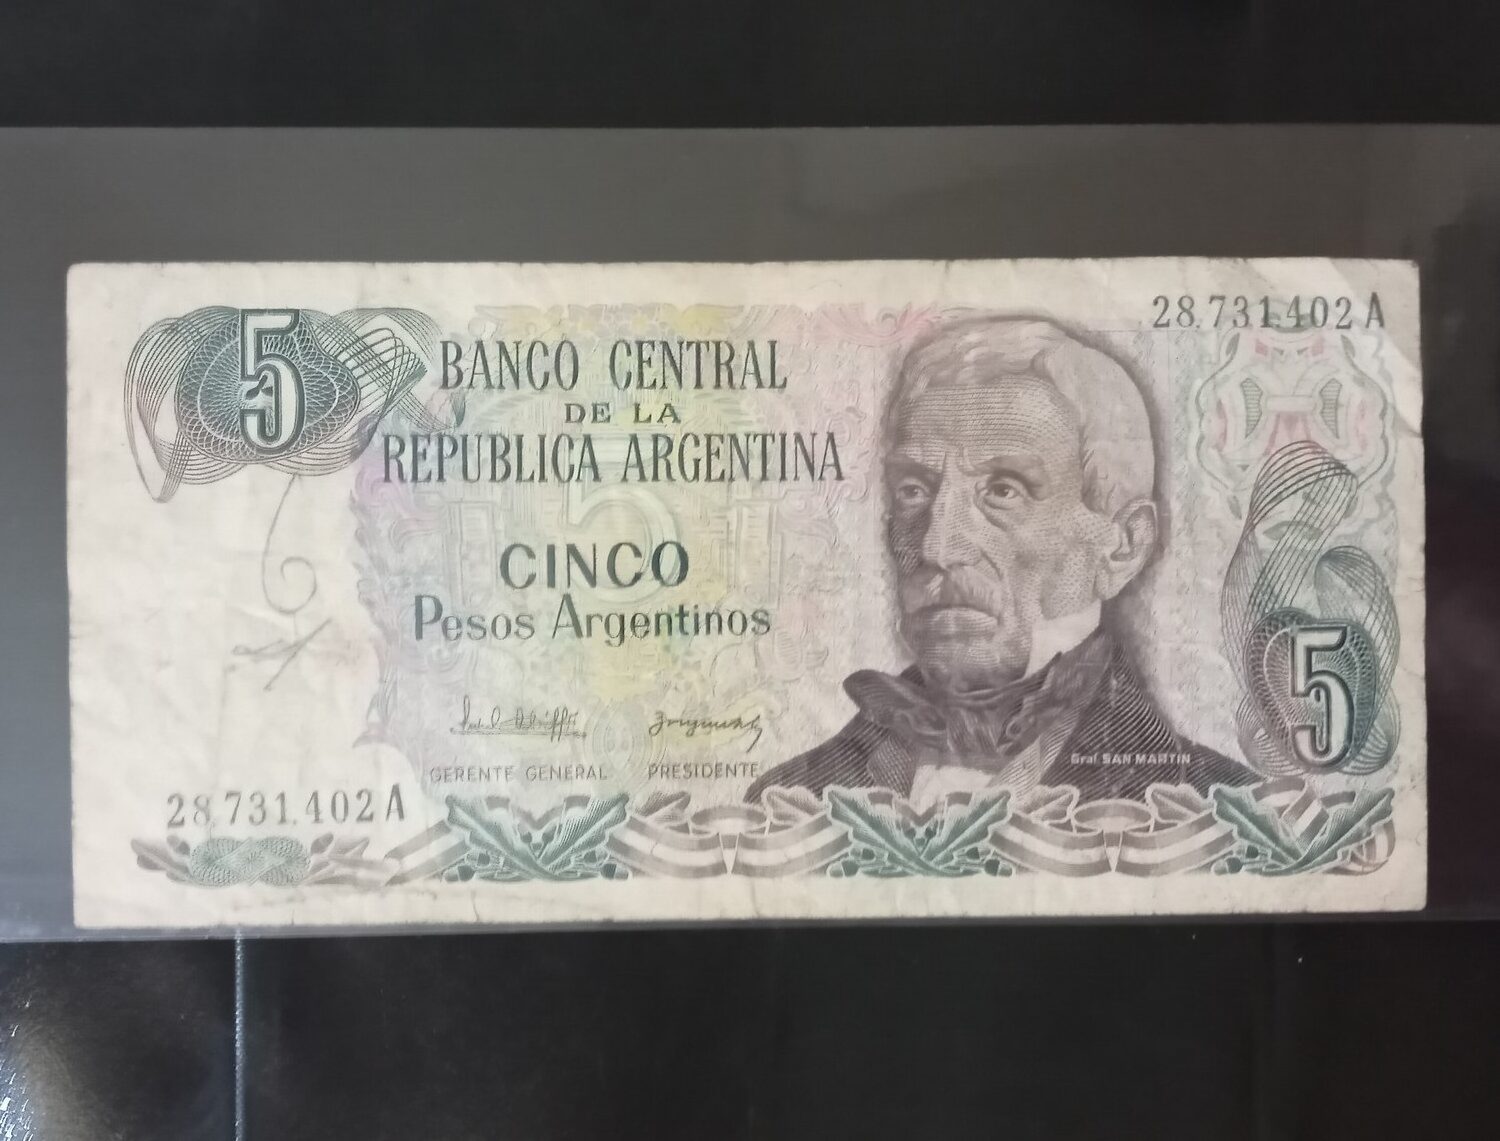 28.731.402 A
5
BANCO CENTRAL
DE LA
REPUBLICA ARGENTINA
5
CINCO
Pesos Argentinos
5
Gral SAN MARTIN
GERENTE GENERAL PRESIDENTE
28.731.402 A